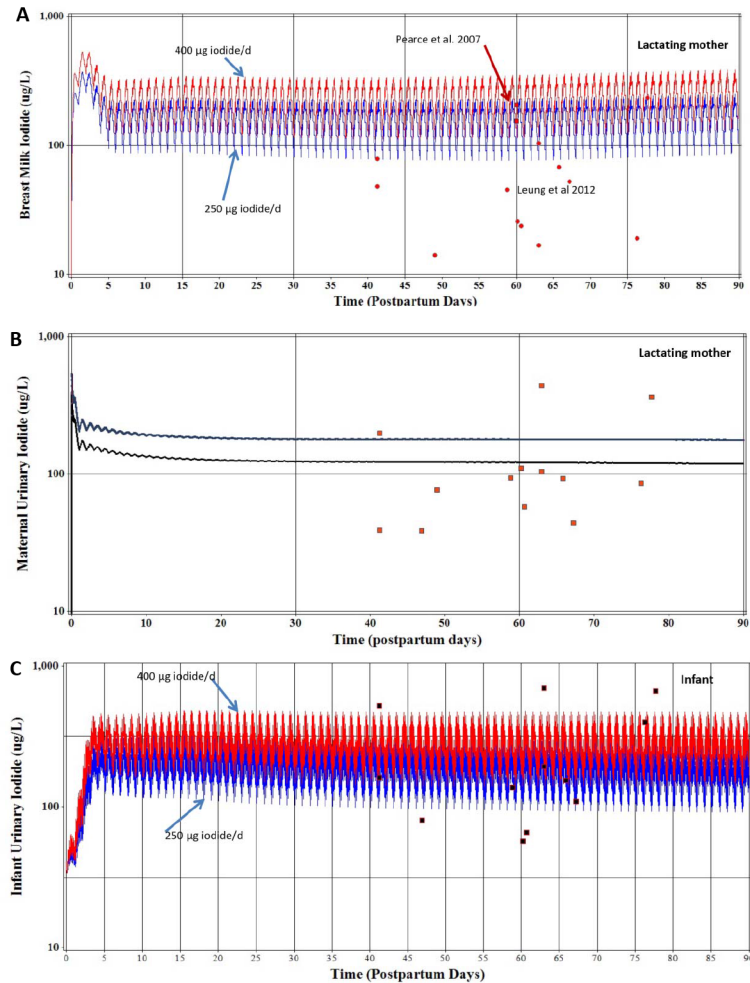 A
1,000
400 µg iodide/d
Pearce et al. 2007
Lactating mother
Breast Milk Iodide (ug/L)
100
250 µg iodide/d
Leung et al 2012
10
0 5 10 15 20 25 30 35 40 45 50 55 60 65 70 75 80 85 90
Time (Postpartum Days)
B
1,000
Lactating mother
Maternal Urinary Iodide (ug/L)
100
10
0 10 20 30 40 50 60 70 80 90
Time (postpartum days)
C
1,000
400 µg iodide/d
Infant
Infant Urinary Iodide (ug/L)
100
250 µg iodide/d
10
0 5 10 15 20 25 30 35 40 45 50 55 60 65 70 75 80 85 90
Time (Postpartum Days)